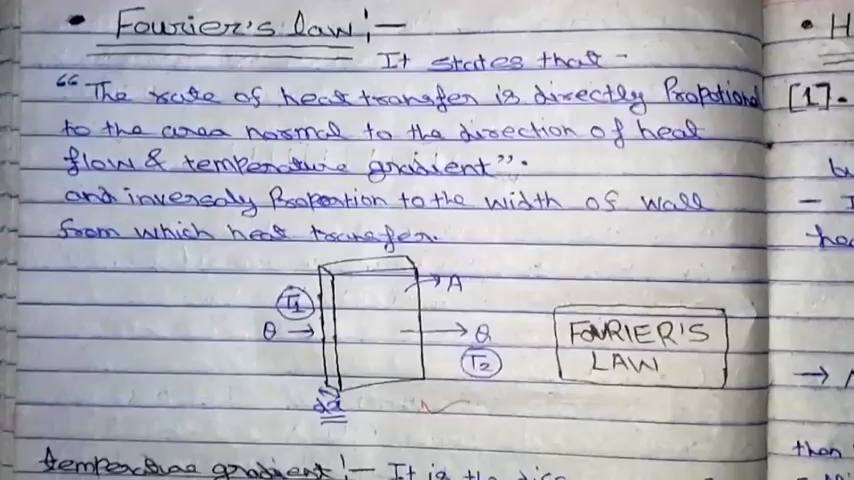 • Fourier's law :-
It states that -
"The rate of heat transfer is directly Propotional
to the area normal to the direction of heat
flow & temperature gradient".
and inversely Proportion to the width of wall
from which heat transfer.
T1
A
Q
Q
T2
dx
FOURIER'S
LAW
temperature gradient :- It is the
• H
[1].
-
→
than